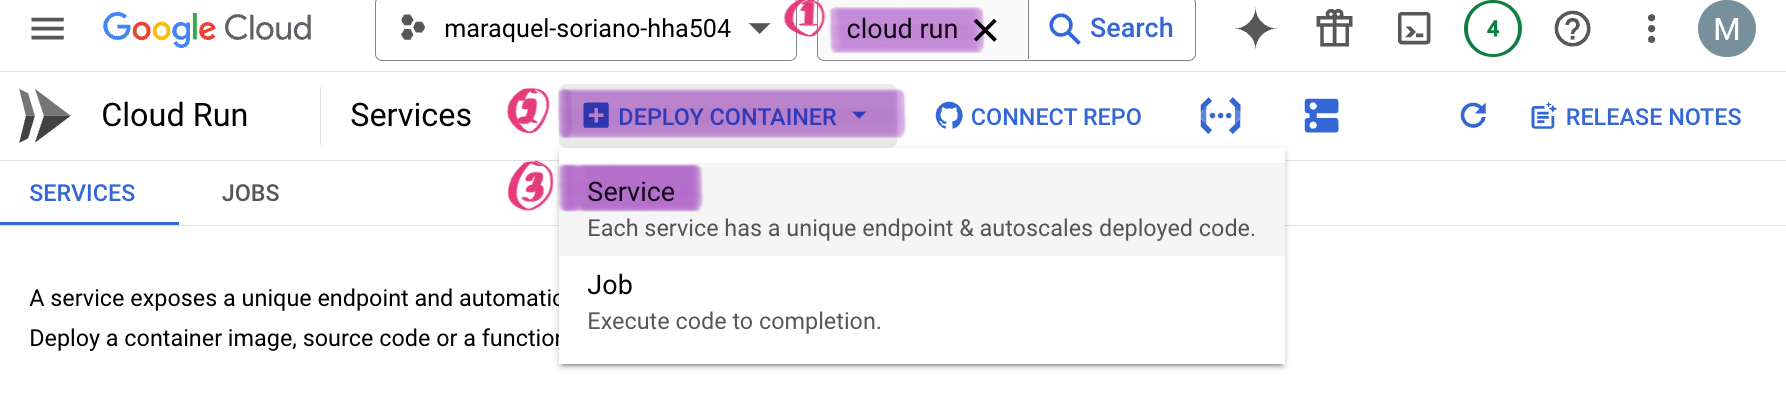 Google Cloud maraquel-soriano-hha504 1 cloud run Search 4 M
Cloud Run Services 2 DEPLOY CONTAINER CONNECT REPO RELEASE NOTES
SERVICES JOBS 3 Service
Each service has a unique endpoint & autoscales deployed code.
Job
Execute code to completion.
A service exposes a unique endpoint and automatic
Deploy a container image, source code or a function